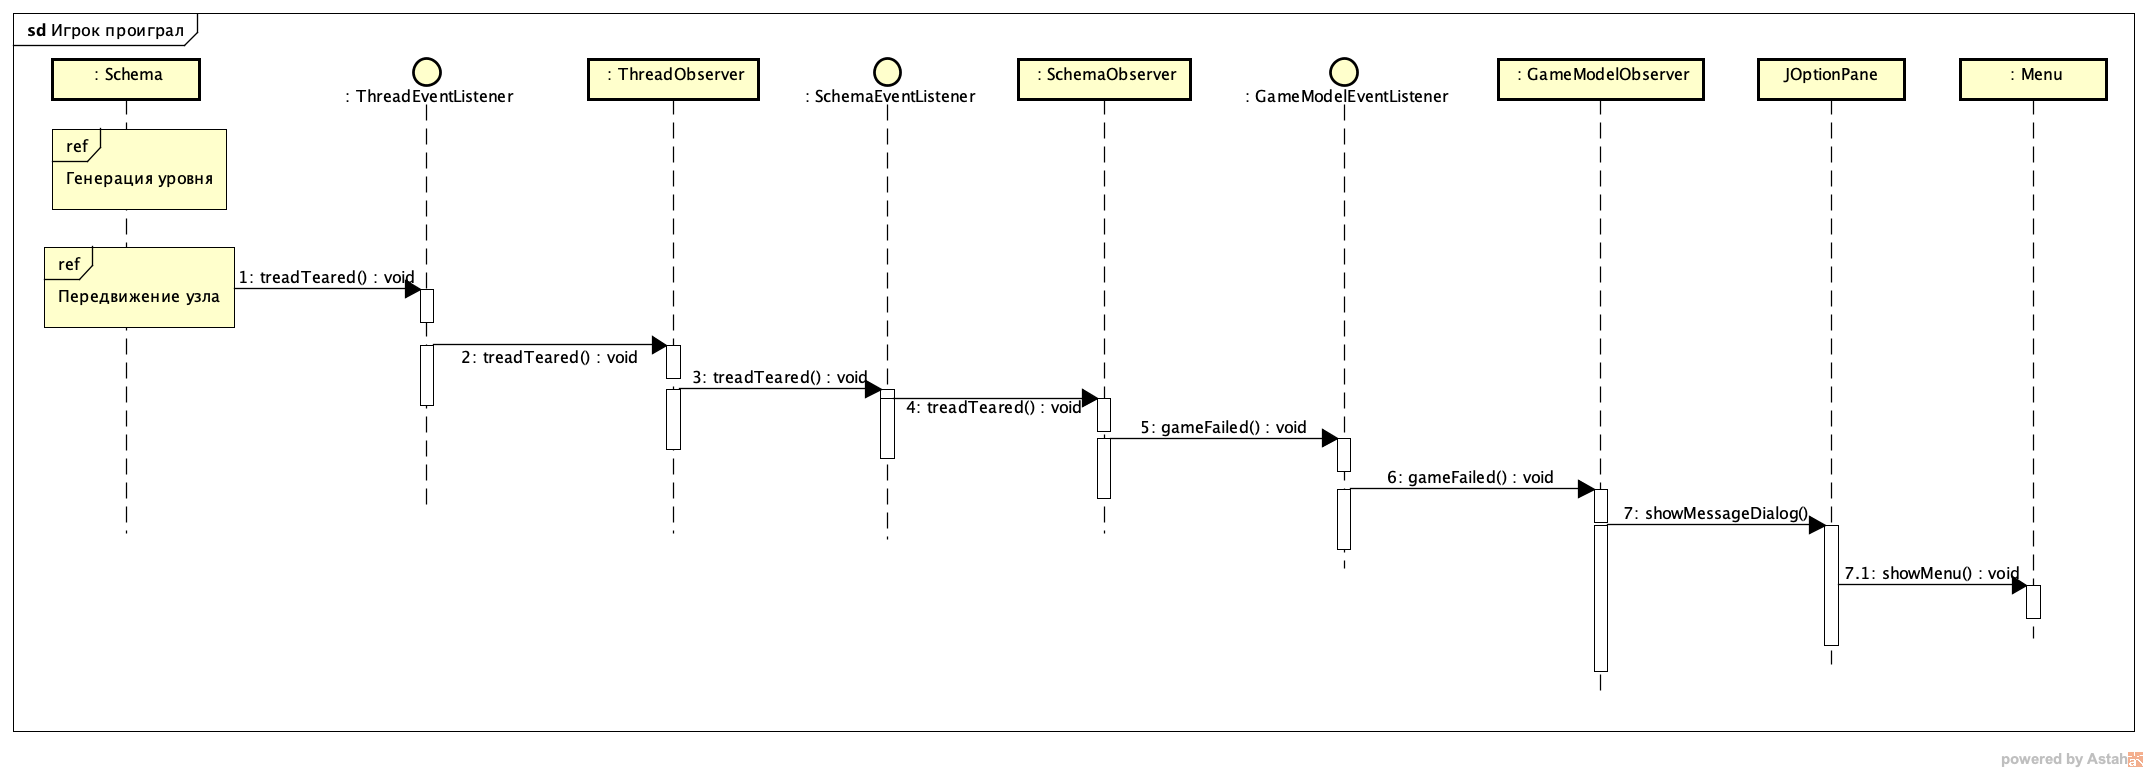 sd Игрок проиграл
: Schema
: ThreadEventListener
: ThreadObserver
: SchemaEventListener
: SchemaObserver
: GameModelEventListener
: GameModelObserver
JOptionPane
: Menu
ref
Генерация уровня
ref
Передвижение узла
1: treadTeared() : void
2: treadTeared() : void
3: treadTeared() : void
4: treadTeared() : void
5: gameFailed() : void
6: gameFailed() : void
7: showMessageDialog()
7.1: showMenu() : void
powered by Astah